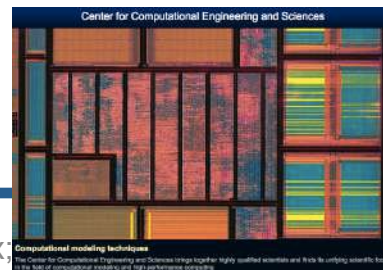 Center for Computational Engineering and Sciences
Computational modeling techniques
The Center for Computational Engineering and Sciences brings together highly qualified scientists and finds its unifying scientific
in the field of computational modeling and high-performance computing